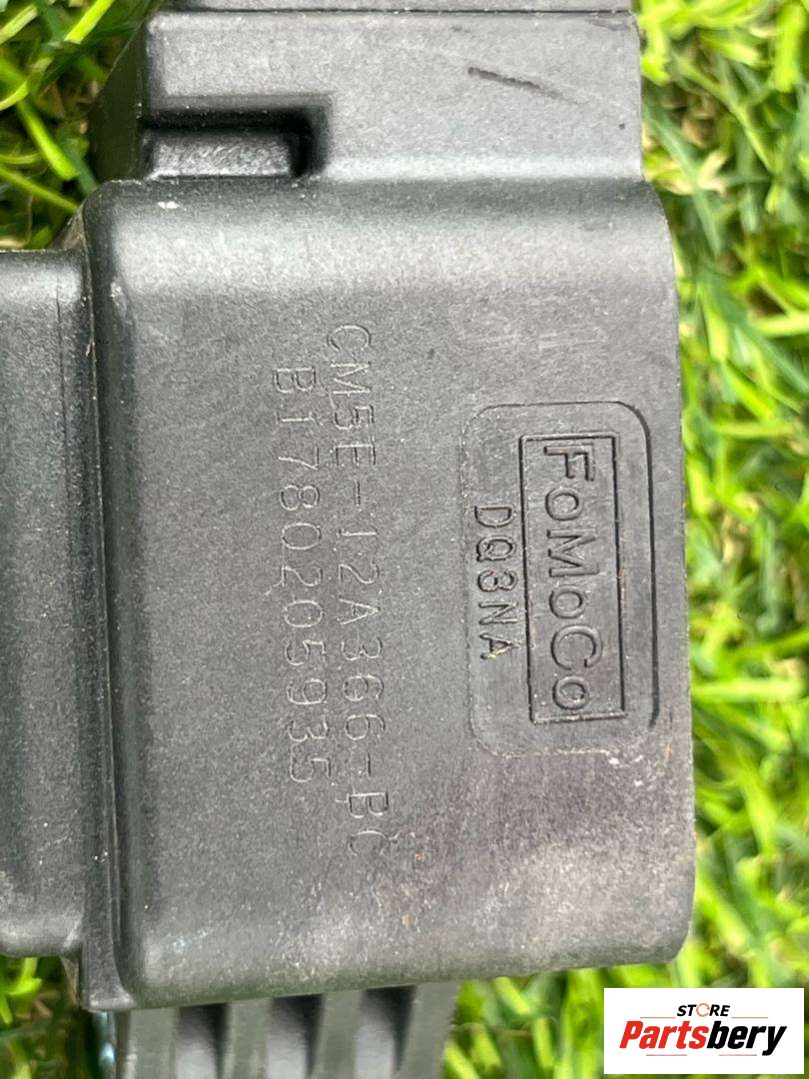 FoMoCo
DQ3NA
CM5E-12A366-BC
B1780205935
STORE
Partsbery